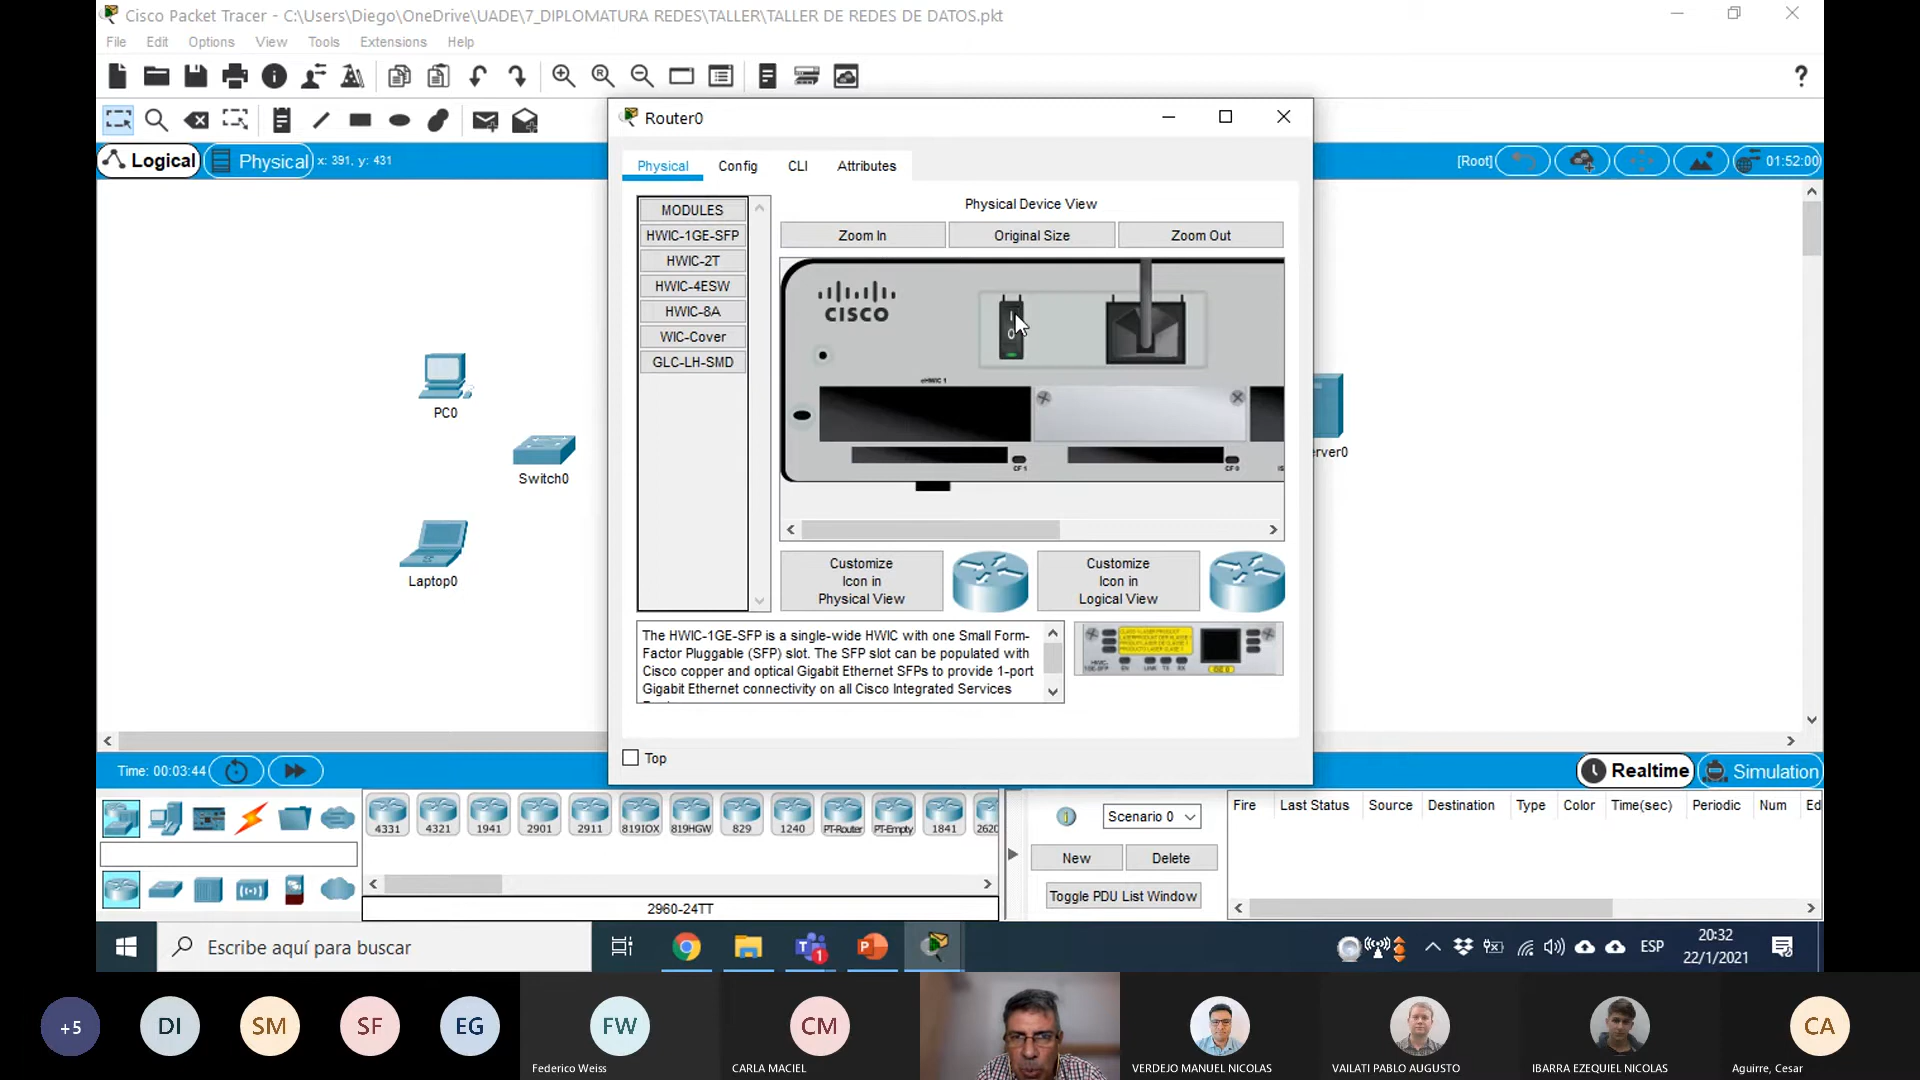 Cisco Packet Tracer - C:\Users\Diego\OneDrive\UADE\7_DIPLOMATURA REDES\TALLER\TALLER DE REDES DE DATOS.pkt
File Edit Options View Tools Extensions Help
?
Router0
Logical Physical x: 391, y: 431 [Root] 01:52:00
Physical Config CLI Attributes
MODULES
HWIC-1GE-SFP
HWIC-2T
HWIC-4ESW
HWIC-8A
WIC-Cover
GLC-LH-SMD
Physical Device View
Zoom In Original Size Zoom Out
CISCO
I
0
eHWIC 1
CF 1
CF 0
PC0
Switch0
Laptop0
erver0
Customize
Icon in
Physical View
Customize
Icon in
Logical View
The HWIC-1GE-SFP is a single-wide HWIC with one Small Form-
Factor Pluggable (SFP) slot. The SFP slot can be populated with
Cisco copper and optical Gigabit Ethernet SFPs to provide 1-port
Gigabit Ethernet connectivity on all Cisco Integrated Services
Top
Time: 00:03:44 Realtime Simulation
4331 4321 1941 2901 2911 819IOX 819HGW 829 1240 PT-Router PT-Empty 1841 2620
2960-24TT
Scenario 0
New Delete
Toggle PDU List Window
Fire Last Status Source Destination Type Color Time(sec) Periodic Num Ed
Escribe aquí para buscar
1
ESP
20:32
22/1/2021
+5 DI SM SF EG FW CM CA
Federico Weiss CARLA MACIEL VERDEJO MANUEL NICOLAS VAILATI PABLO AUGUSTO IBARRA EZEQUIEL NICOLAS Aguirre, Cesar